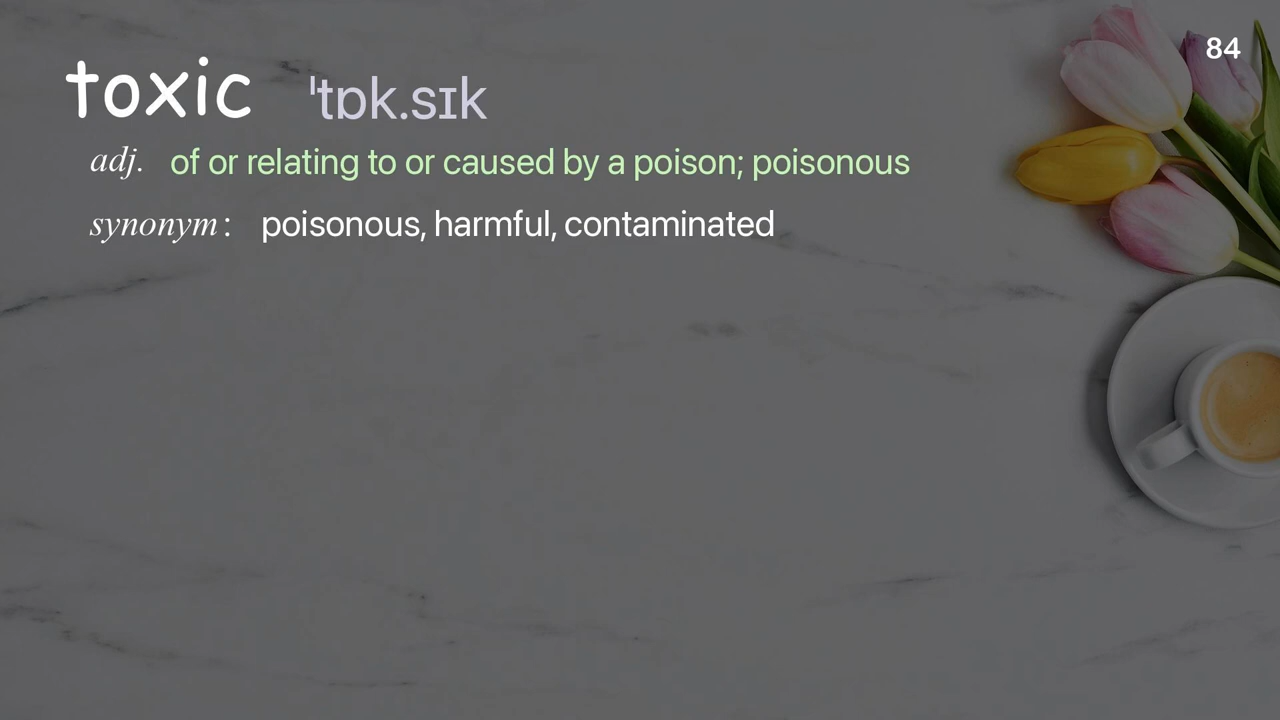 84
toxic ˈtɒk.sɪk
adj. of or relating to or caused by a poison; poisonous
synonym: poisonous, harmful, contaminated